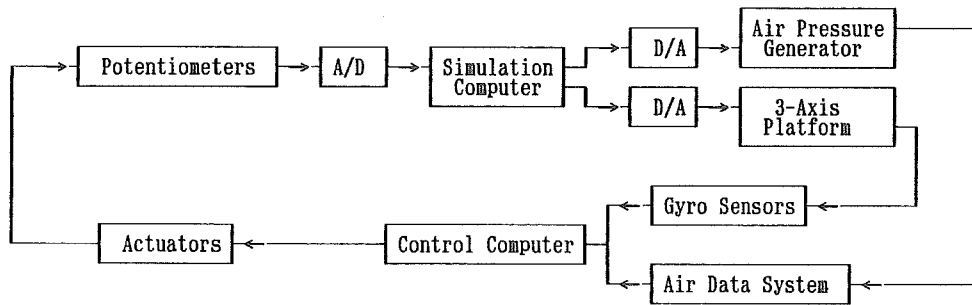 Potentiometers
A/D
Simulation
Computer
D/A
Air Pressure
Generator
D/A
3-Axis
Platform
Gyro Sensors
Actuators
Control Computer
Air Data System